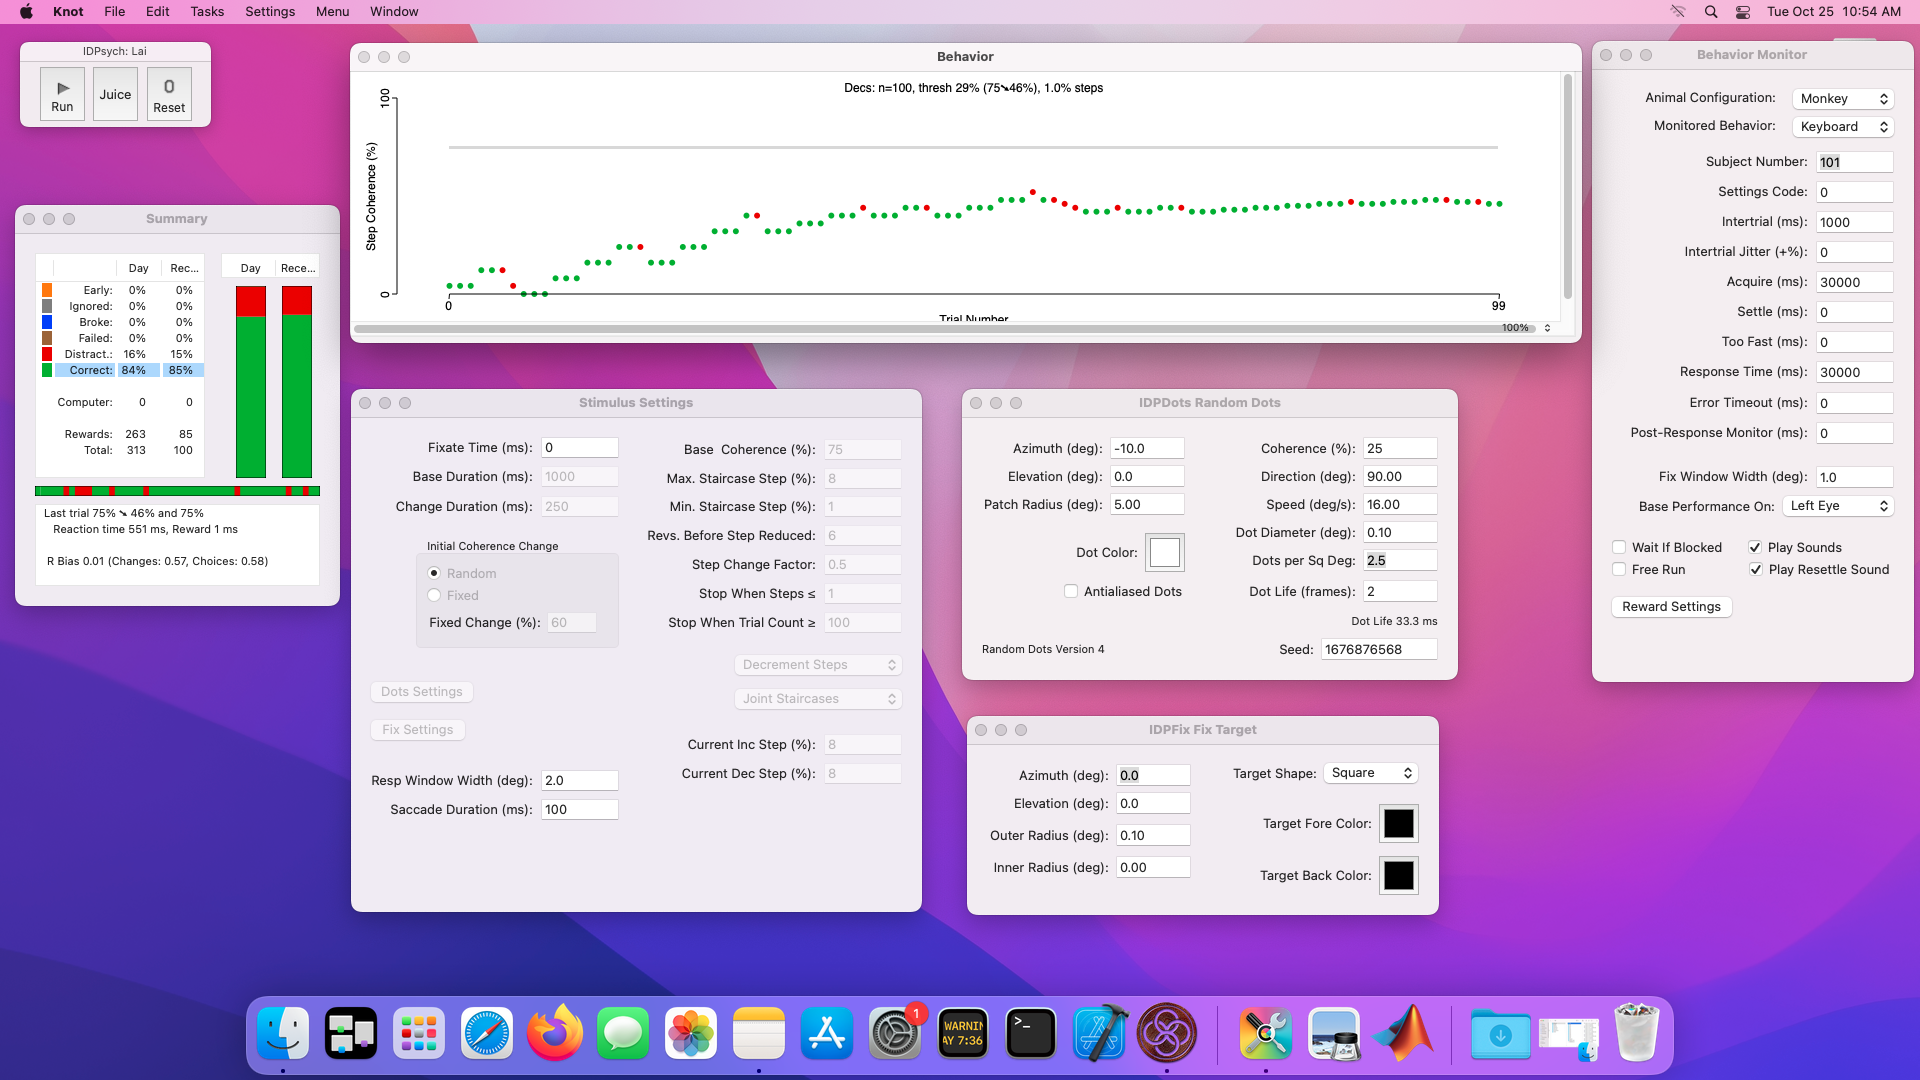 Knot File Edit Tasks Settings Menu Window
Tue Oct 25 10:54 AM
IDPsych: Lai
Run
Juice
0
Reset
Summary
Day Rec...
Early: 0% 0%
Ignored: 0% 0%
Broke: 0% 0%
Failed: 0% 0%
Distract.: 16% 15%
Correct: 84% 85%
Computer: 0 0
Rewards: 263 85
Total: 313 100
Day Rece...
Last trial 75% ➘ 46% and 75%
Reaction time 551 ms, Reward 1 ms
R Bias 0.01 (Changes: 0.57, Choices: 0.58)
Behavior
Decs: n=100, thresh 29% (75➘46%), 1.0% steps
Step Coherence (%)
100
0
0
99
Trial Number
100%
Stimulus Settings
Fixate Time (ms): 0
Base Duration (ms): 1000
Change Duration (ms): 250
Initial Coherence Change
Random
Fixed
Fixed Change (%): 60
Dots Settings
Fix Settings
Resp Window Width (deg): 2.0
Saccade Duration (ms): 100
Base Coherence (%): 75
Max. Staircase Step (%): 8
Min. Staircase Step (%): 1
Revs. Before Step Reduced: 6
Step Change Factor: 0.5
Stop When Steps ≤ 1
Stop When Trial Count ≥ 100
Decrement Steps
Joint Staircases
Current Inc Step (%): 8
Current Dec Step (%): 8
IDPDots Random Dots
Azimuth (deg): -10.0
Elevation (deg): 0.0
Patch Radius (deg): 5.00
Dot Color:
Antialiased Dots
Random Dots Version 4
Coherence (%): 25
Direction (deg): 90.00
Speed (deg/s): 16.00
Dot Diameter (deg): 0.10
Dots per Sq Deg: 2.5
Dot Life (frames): 2
Dot Life 33.3 ms
Seed: 1676876568
IDPFix Fix Target
Azimuth (deg): 0.0
Elevation (deg): 0.0
Outer Radius (deg): 0.10
Inner Radius (deg): 0.00
Target Shape: Square
Target Fore Color:
Target Back Color:
Behavior Monitor
Animal Configuration: Monkey
Monitored Behavior: Keyboard
Subject Number: 101
Settings Code: 0
Intertrial (ms): 1000
Intertrial Jitter (+%): 0
Acquire (ms): 30000
Settle (ms): 0
Too Fast (ms): 0
Response Time (ms): 30000
Error Timeout (ms): 0
Post-Response Monitor (ms): 0
Fix Window Width (deg): 1.0
Base Performance On: Left Eye
Wait If Blocked
Play Sounds
Free Run
Play Resettle Sound
Reward Settings
1
WARNIN
AY 7:36
>_